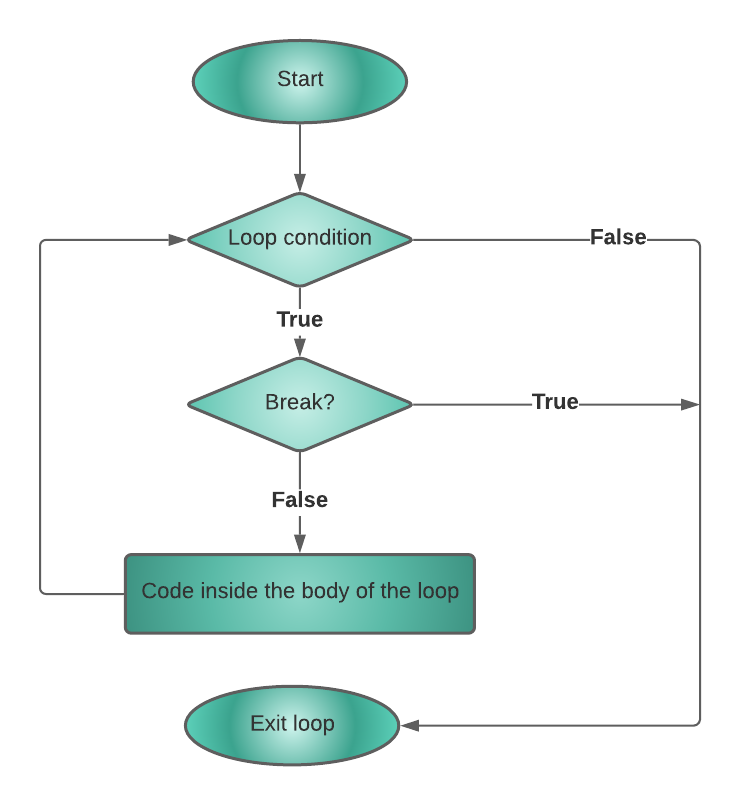 Start
Loop condition
False
True
Break?
True
False
Code inside the body of the loop
Exit loop